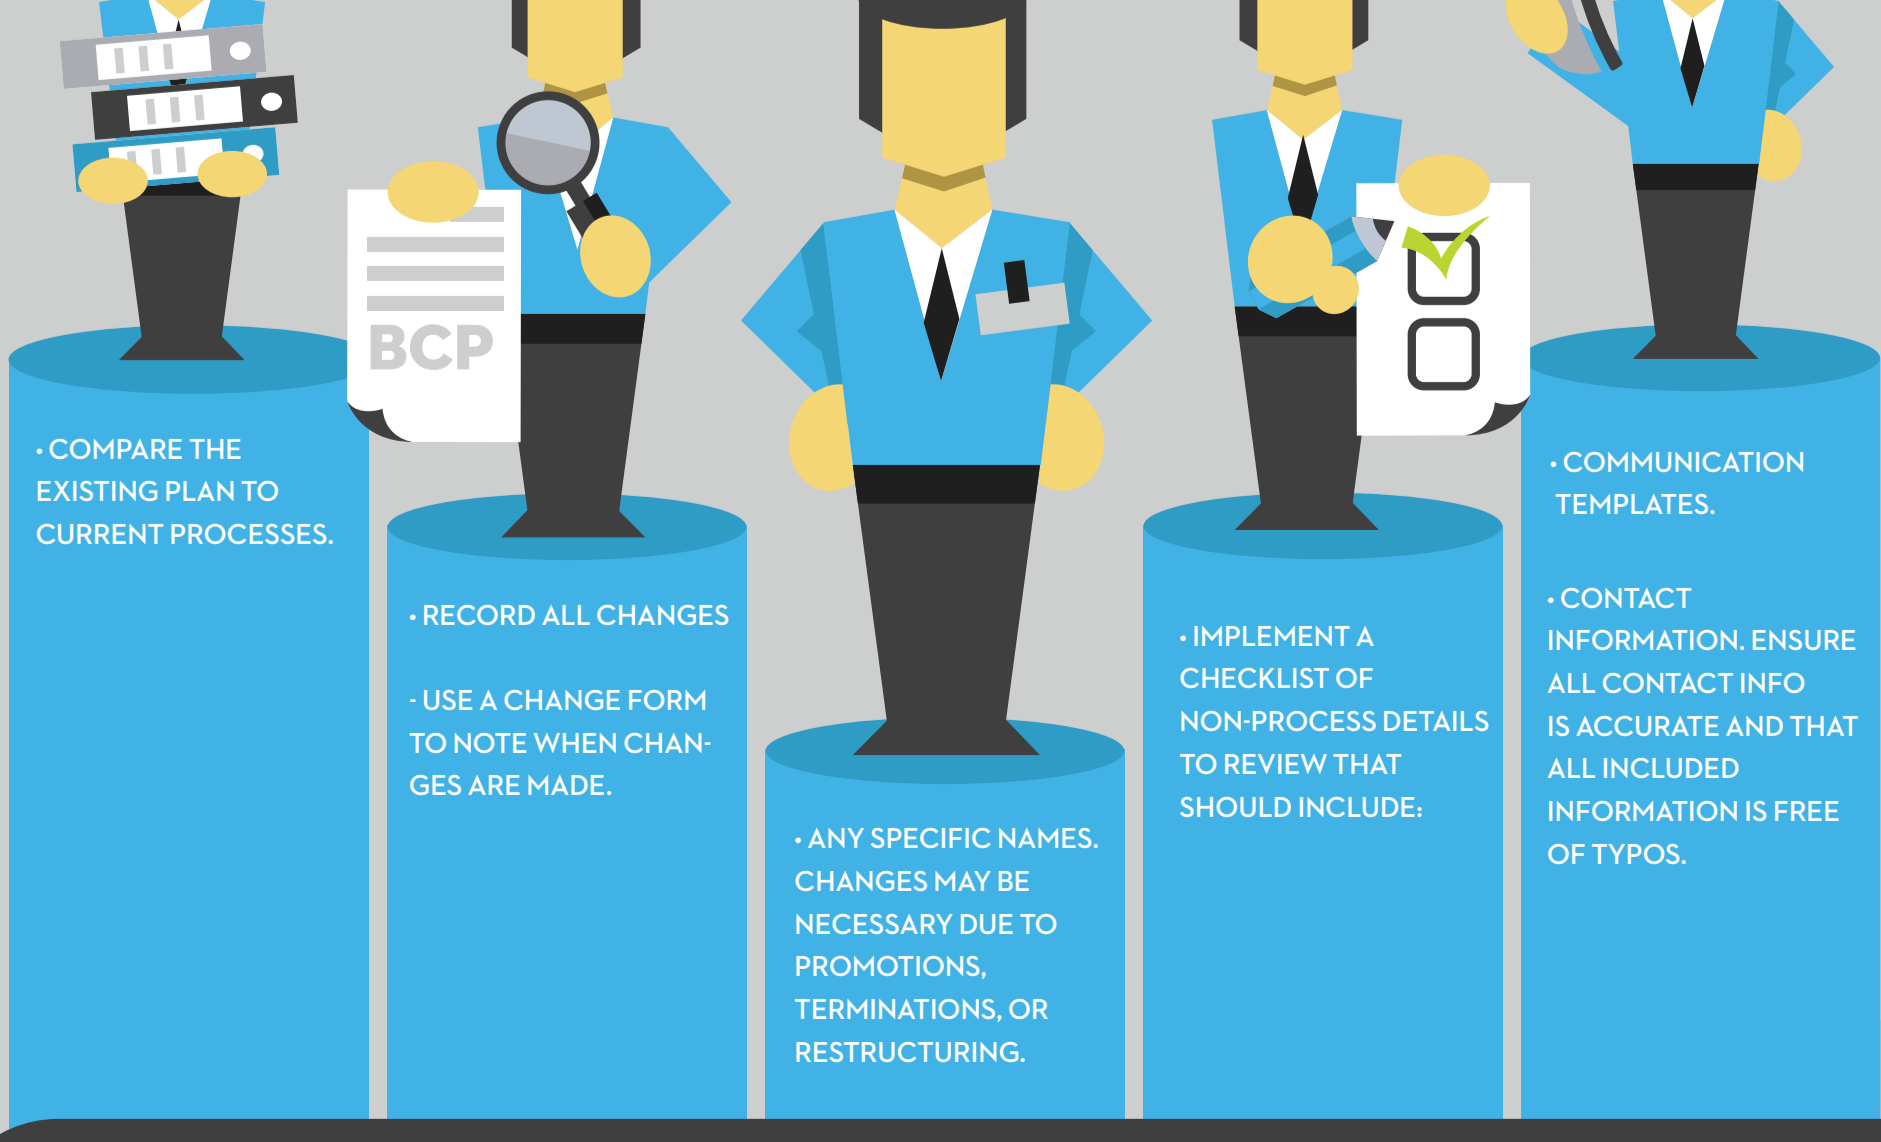 BCP
• COMPARE THE
EXISTING PLAN TO
CURRENT PROCESSES.
• RECORD ALL CHANGES
- USE A CHANGE FORM
TO NOTE WHEN CHAN-
GES ARE MADE.
• ANY SPECIFIC NAMES.
CHANGES MAY BE
NECESSARY DUE TO
PROMOTIONS,
TERMINATIONS, OR
RESTRUCTURING.
• IMPLEMENT A
CHECKLIST OF
NON-PROCESS DETAILS
TO REVIEW THAT
SHOULD INCLUDE:
• COMMUNICATION
TEMPLATES.
• CONTACT
INFORMATION. ENSURE
ALL CONTACT INFO
IS ACCURATE AND THAT
ALL INCLUDED
INFORMATION IS FREE
OF TYPOS.